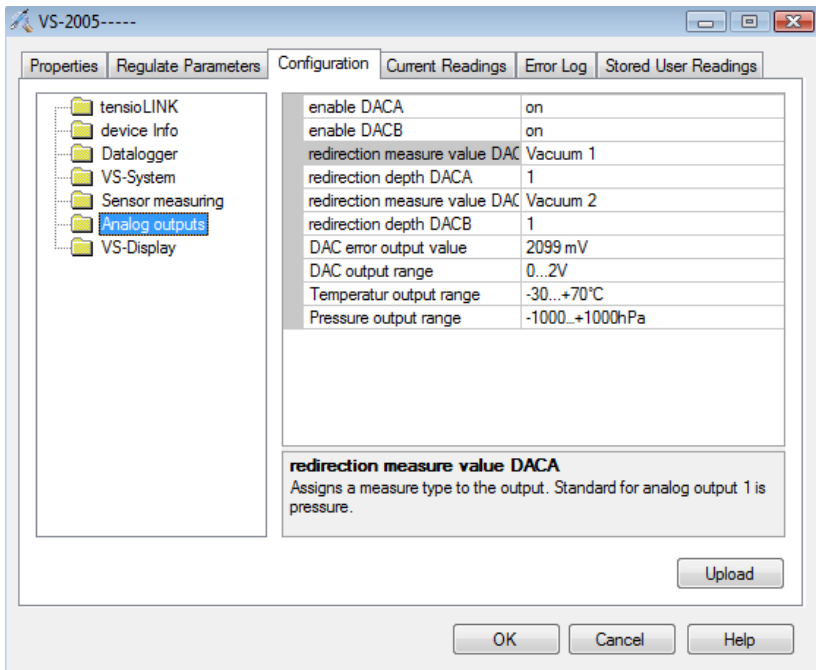 VS-2005-----
Properties Regulate Parameters Configuration Current Readings Error Log Stored User Readings
tensioLINK
device Info
Datalogger
VS-System
Sensor measuring
Analog outputs
VS-Display
enable DACA on
enable DACB on
redirection measure value DAC Vacuum 1
redirection depth DACA 1
redirection measure value DAC Vacuum 2
redirection depth DACB 1
DAC error output value 2099 mV
DAC output range 0...2V
Temperatur output range -30...+70°C
Pressure output range -1000...+1000hPa
redirection measure value DACA
Assigns a measure type to the output. Standard for analog output 1 is
pressure.
Upload
OK Cancel Help